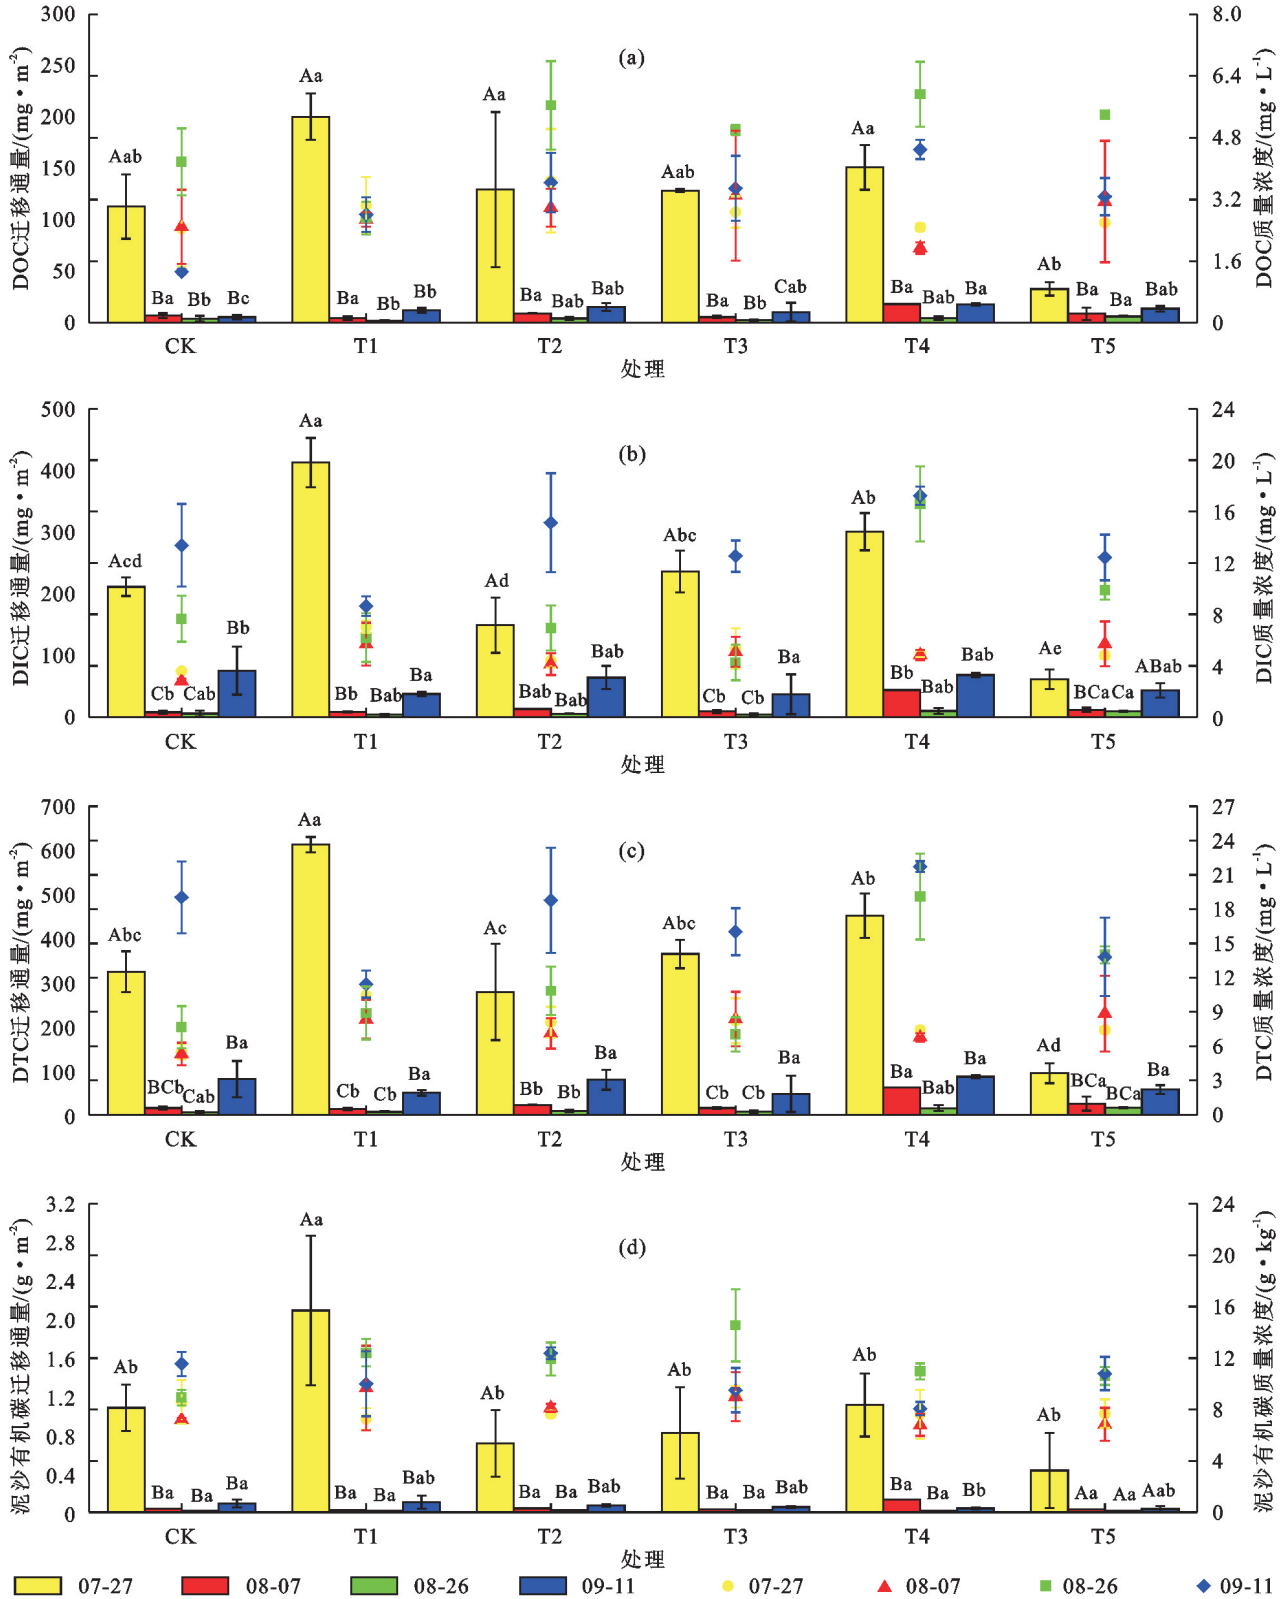 (a)
DOC迁移通量/(mg·m⁻²)
300
250
200
150
100
50
0
DOC质量浓度/(mg·L⁻¹)
8.0
6.4
4.8
3.2
1.6
0
Aab Ba Bb Bc
Aa Ba Bb Bb
Aa Ba Bab Bab
Aab Ba Bb Cab
Aa Ba Bab Ba
Ab Ba Ba Bab
CK T1 T2 T3 T4 T5
处理
(b)
DIC迁移通量/(mg·m⁻²)
500
400
300
200
100
0
DIC质量浓度/(mg·L⁻¹)
24
20
16
12
8
4
0
Acd Cb Cab Bb
Aa Bb Bab Ba
Ad Bab Bab Bab
Abc Cb Cb Ba
Ab Bb Bab Bab
Ae BCa Ca ABab
CK T1 T2 T3 T4 T5
处理
(c)
DTC迁移通量/(mg·m⁻²)
700
600
500
400
300
200
100
0
DTC质量浓度/(mg·L⁻¹)
27
24
21
18
15
12
9
6
3
0
Abc BCb Cab Ba
Aa Cb Cb Ba
Ac Bb Bb Ba
Abc Cb Cb Ba
Ab Ba Bab Ba
Ad BCa BCa Ba
CK T1 T2 T3 T4 T5
处理
(d)
泥沙有机碳迁移通量/(g·m⁻²)
3.2
2.8
2.4
2.0
1.6
1.2
0.8
0.4
0
泥沙有机碳质量浓度/(g·kg⁻¹)
24
20
16
12
8
4
0
Ab Ba Ba Ba
Aa Ba Ba Bab
Ab Ba Ba Bab
Ab Ba Ba Bab
Ab Ba Ba Bb
Ab Aa Aa Aab
CK T1 T2 T3 T4 T5
处理
07-27 08-07 08-26 09-11 07-27 08-07 08-26 09-11